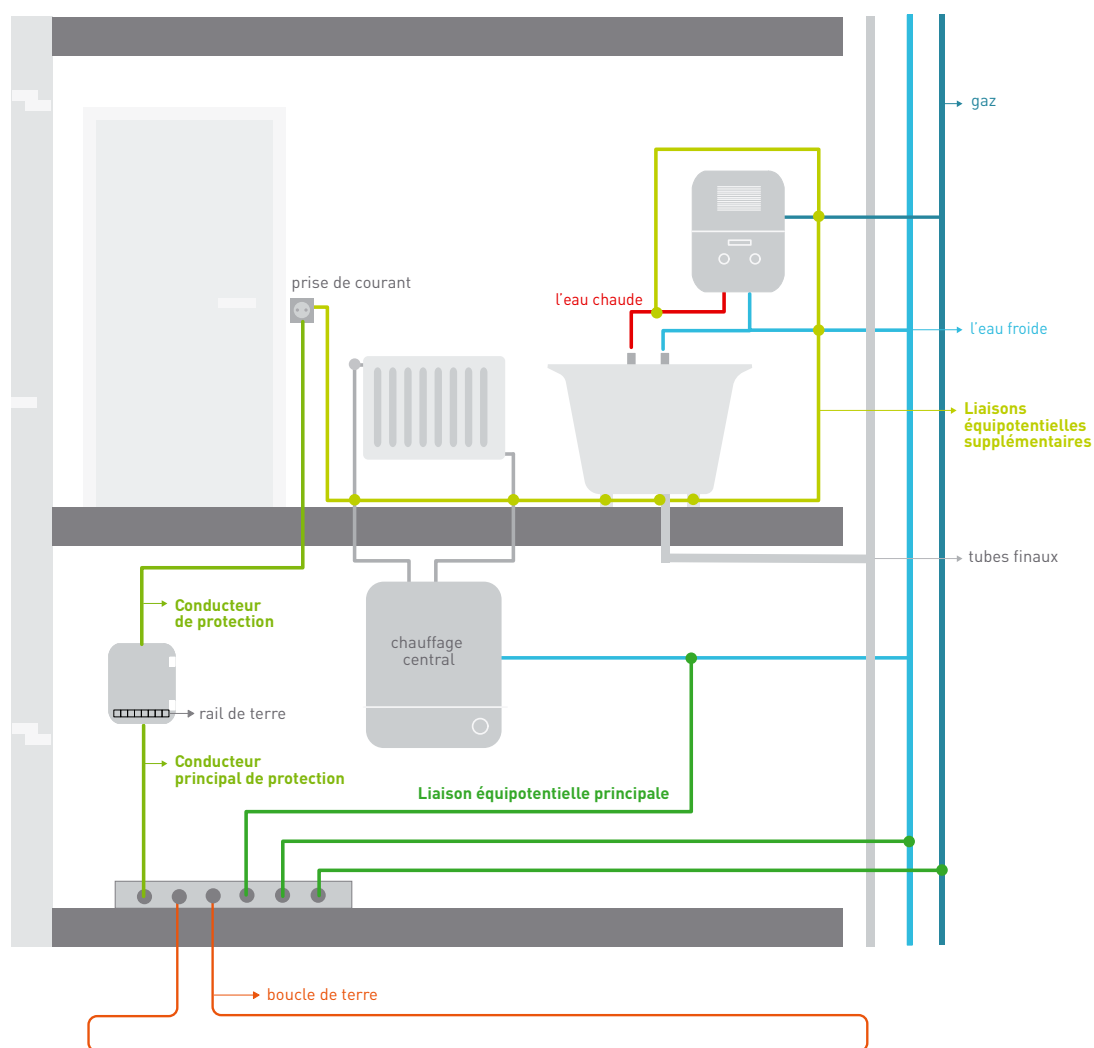 gaz
prise de courant
l'eau chaude
l'eau froide
Liaisons
équipotentielles
supplémentaires
tubes finaux
Conducteur
de protection
chauffage
central
rail de terre
Conducteur
principal de protection
Liaison équipotentielle principale
boucle de terre